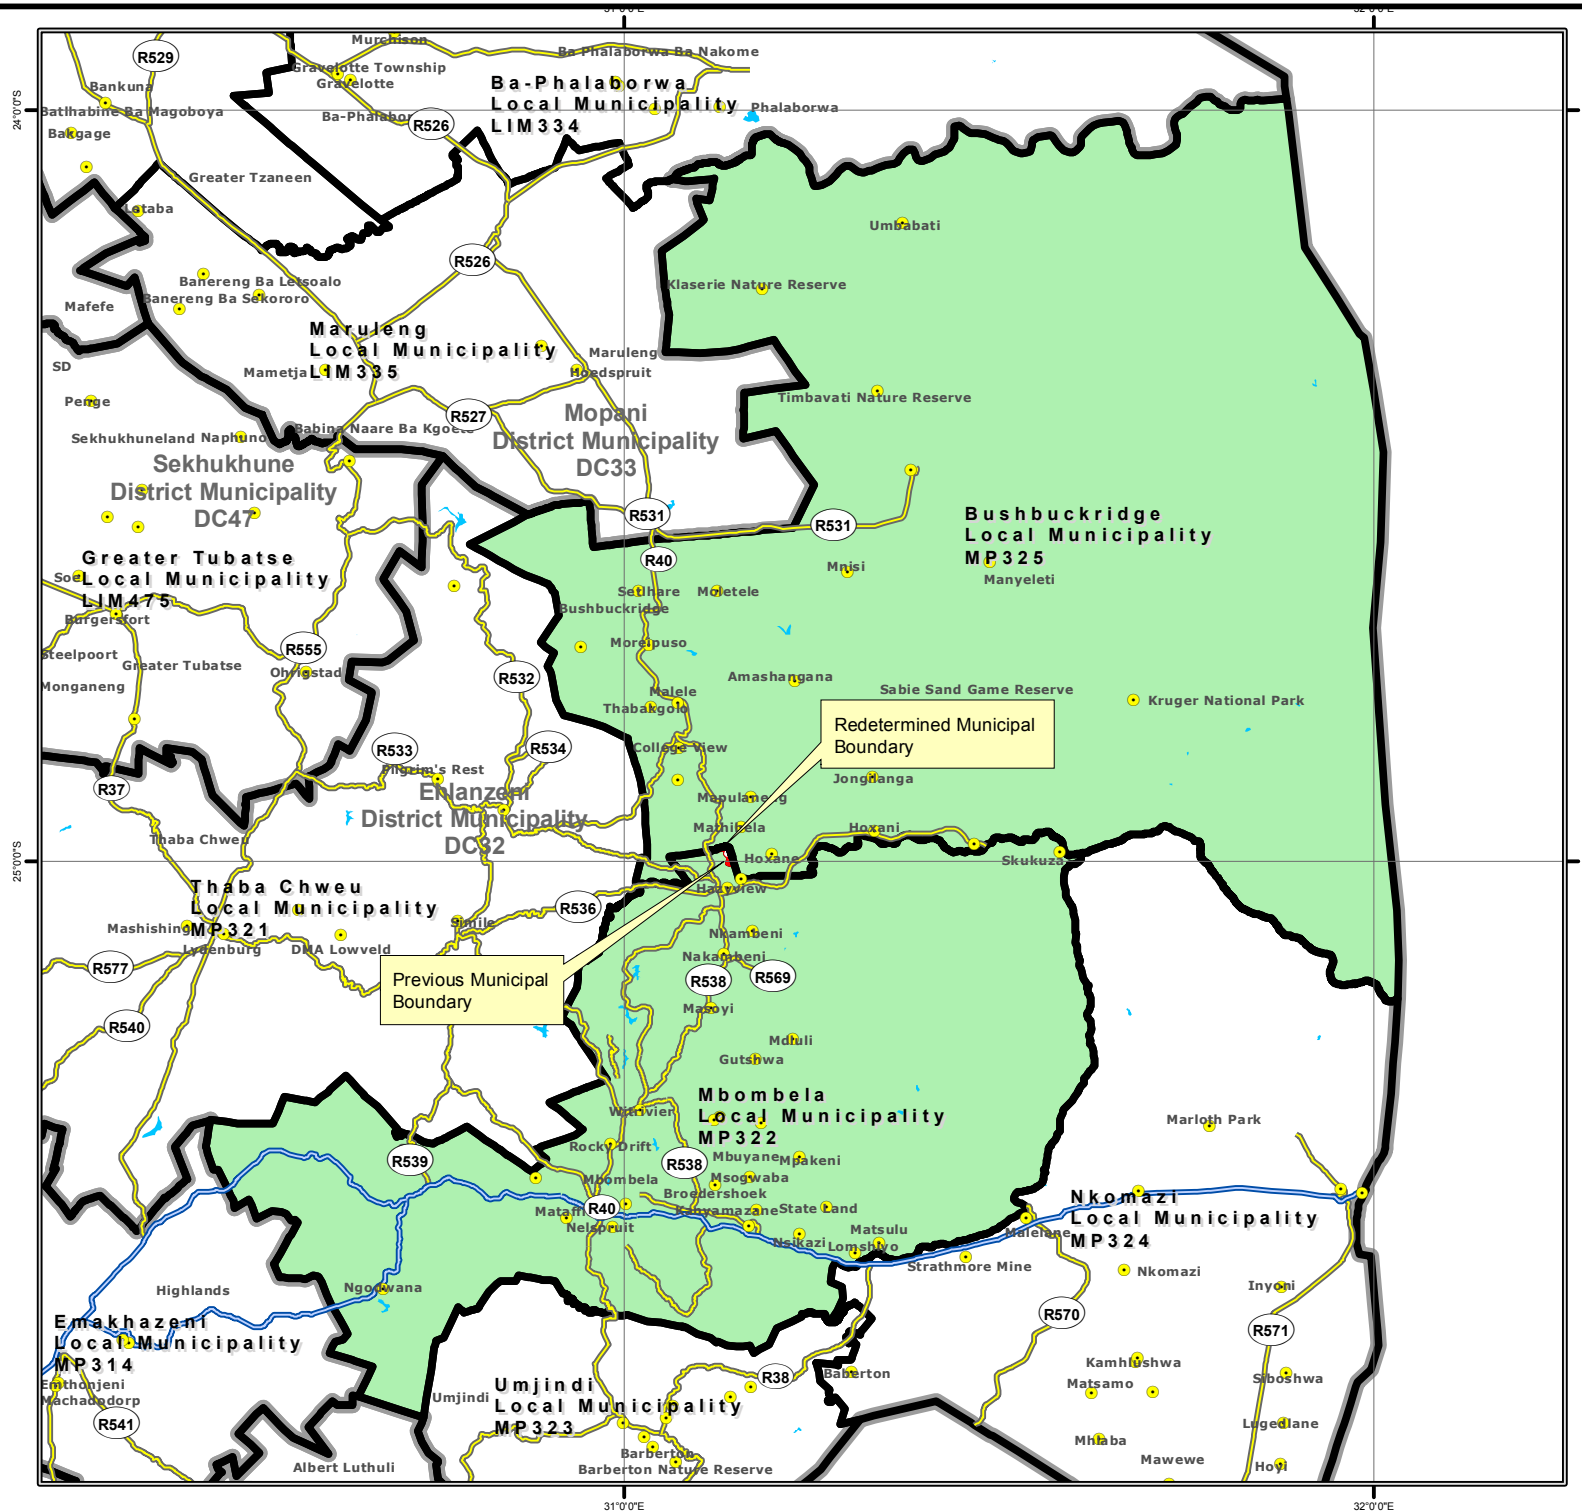 31°0'0"E
32°0'0"E
Murchison
R529
Ba Phalaborwa Ba Nakome
Gravelotte Township
Gravelotte
Ba-Phalaborwa
Local Municipality
LIM334
Bankuna
24°0'0"S
Batlhabine Ba Magoboya
Phalaborwa
R526
Bakgage
Greater Tzaneen
Letaba
Umbabati
R526
Banereng Ba Letsoalo
Klaserie Nature Reserve
Banereng Ba Sekororo
Mafefe
Maruleng
Local Municipality
LIM335
Maruleng
SD
Mametja
Hoedspruit
Penge
Timbavati Nature Reserve
R527
Mopani
District Municipality
DC33
Sekhukhuneland
Naphuno
Sekhukhune
District Municipality
DC47
R531
R531
Bushbuckridge
Local Municipality
MP325
Greater Tubatse
Local Municipality
LIM475
R40
Mnisi
Manyeleti
Setlhare
Moletele
Bushbuckridge
Burgersfort
Moreipuso
R555
Steelpoort
Greater Tubatse
Ohrigstad
R532
Amashangana
Monganeng
Malele
Sabie Sand Game Reserve
Kruger National Park
Thabakgolo
Redetermined Municipal
Boundary
R533
R534
College View
Pilgrim's Rest
Jongilanga
R37
Ehlanzeni
District Municipality
DC32
Mapulaneng
Mathibela
Hoxani
Thaba Chweu
Hoxane
Skukuza
25°0'0"S
Hazyview
Thaba Chweu
Local Municipality
MP321
R536
Mashishing
Simile
Nkambeni
Lydenburg
DMA Lowveld
Nakambeni
R577
Previous Municipal
Boundary
R538
R569
Masoyi
R540
Mdluli
Gutshwa
Mbombela
Local Municipality
MP322
Witrivier
Marloth Park
Rocky Drift
R539
R538
Mbuyane
Mpakeni
Mbombela
Msogwaba
Broedershoek
R40
Kanyamazane
State Land
Nkomazi
Local Municipality
MP324
Nelspruit
Matsulu
Malelane
Nsikazi
Lomshiyo
Strathmore Mine
Nkomazi
Highlands
Ngodwana
Inyoni
R570
Emakhazeni
Local Municipality
MP314
R571
Kamhlushwa
Emthonjeni
Machadodorp
Umjindi
Umjindi
Local Municipality
MP323
R38
Baberton
Matsamo
Siboshwa
R541
Lugedlane
Mhlaba
Barberton
Mawewe
Albert Luthuli
Barberton Nature Reserve
Hoyi
31°0'0"E
32°0'0"E